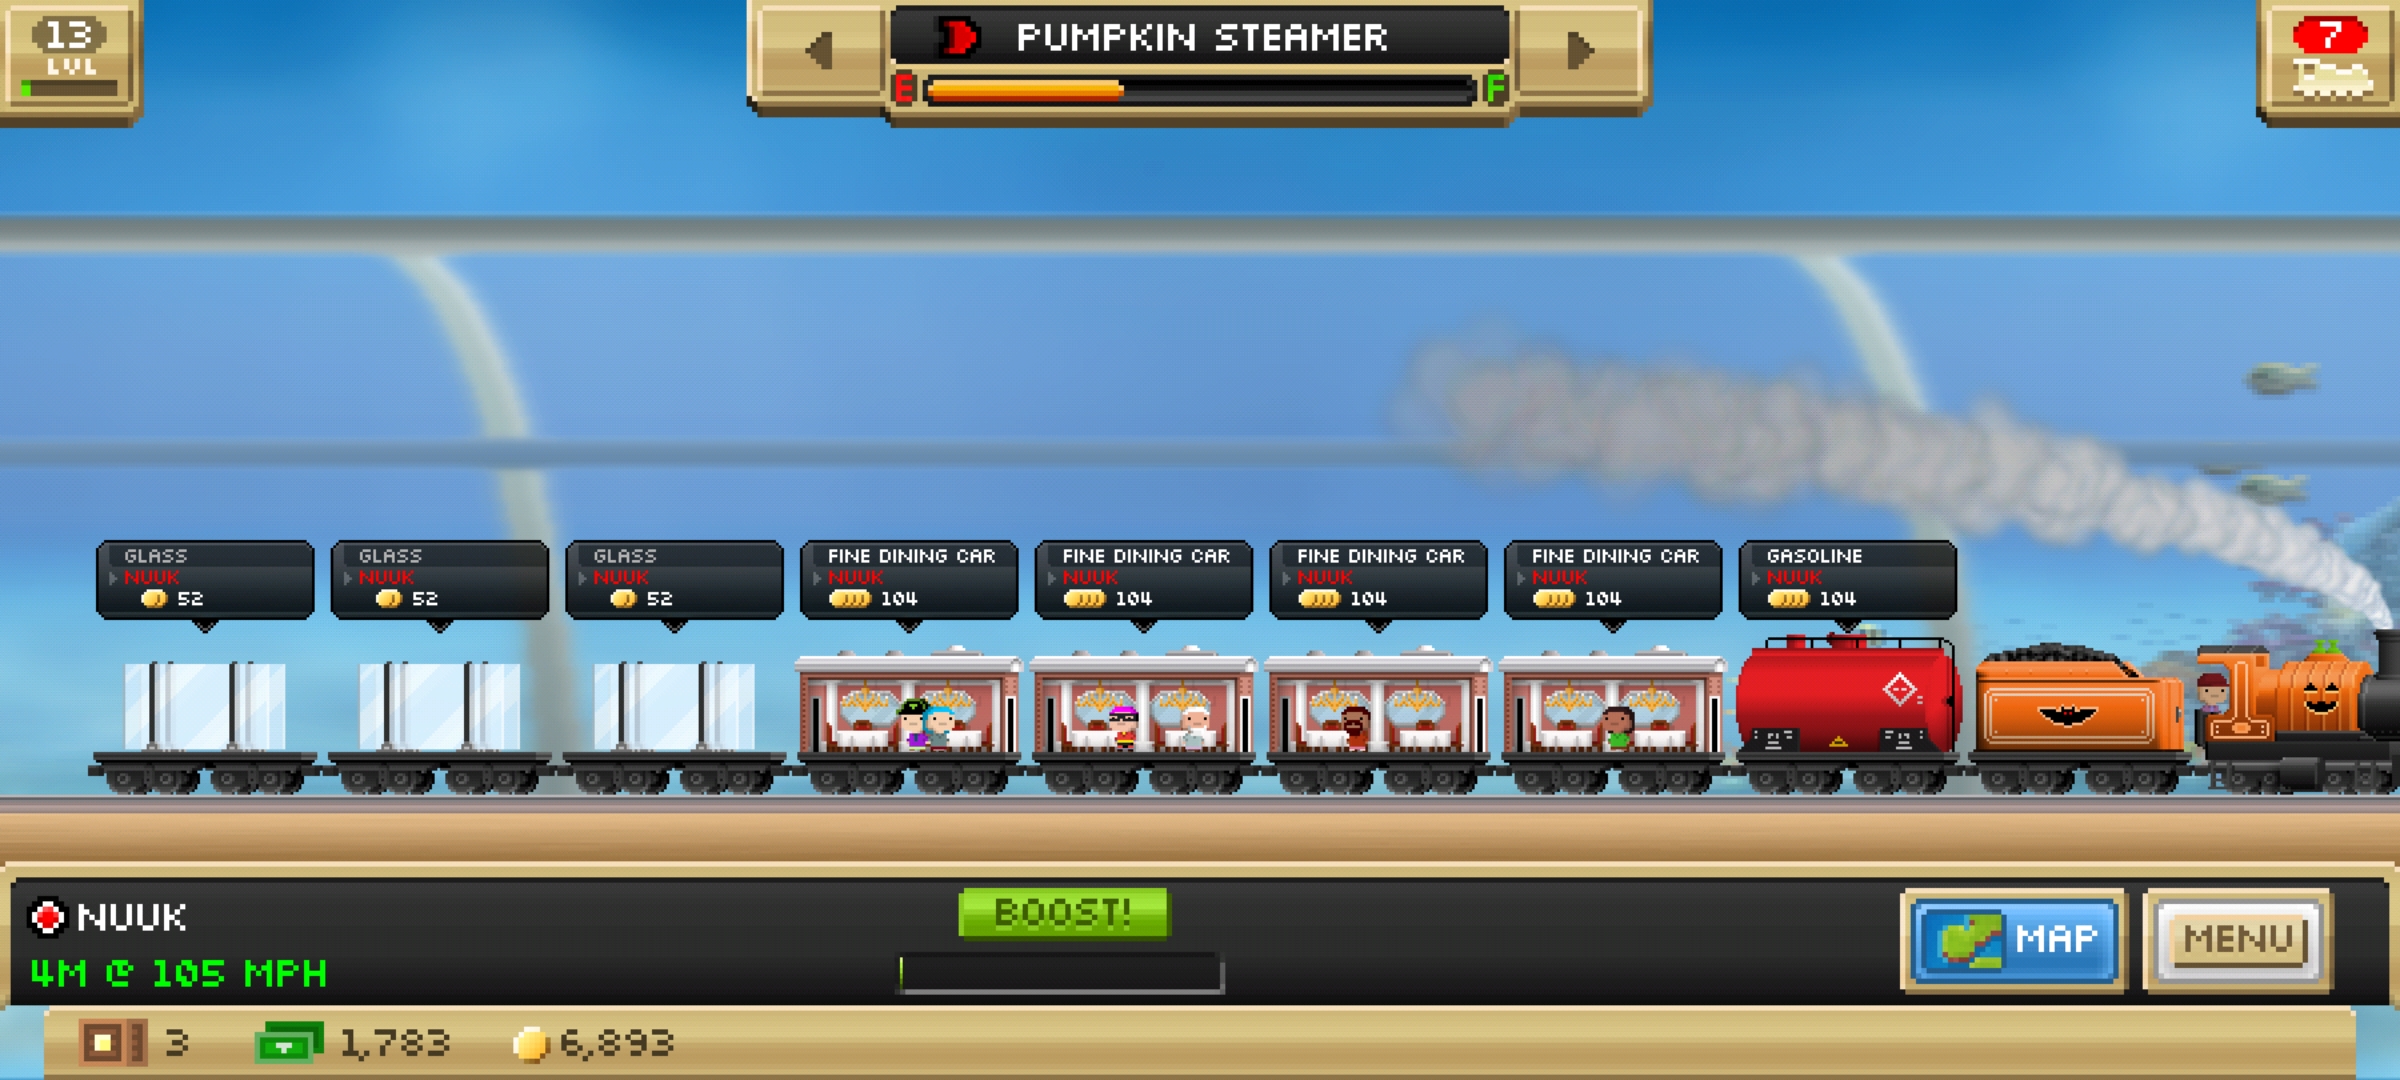 13
LVL
PUMPKIN STEAMER
E F
7
GLASS
NUUK
52
GLASS
NUUK
52
GLASS
NUUK
52
FINE DINING CAR
NUUK
104
FINE DINING CAR
NUUK
104
FINE DINING CAR
NUUK
104
FINE DINING CAR
NUUK
104
GASOLINE
NUUK
104
NUUK
4M @ 105 MPH
BOOST!
MAP
MENU
3
1,783
6,893